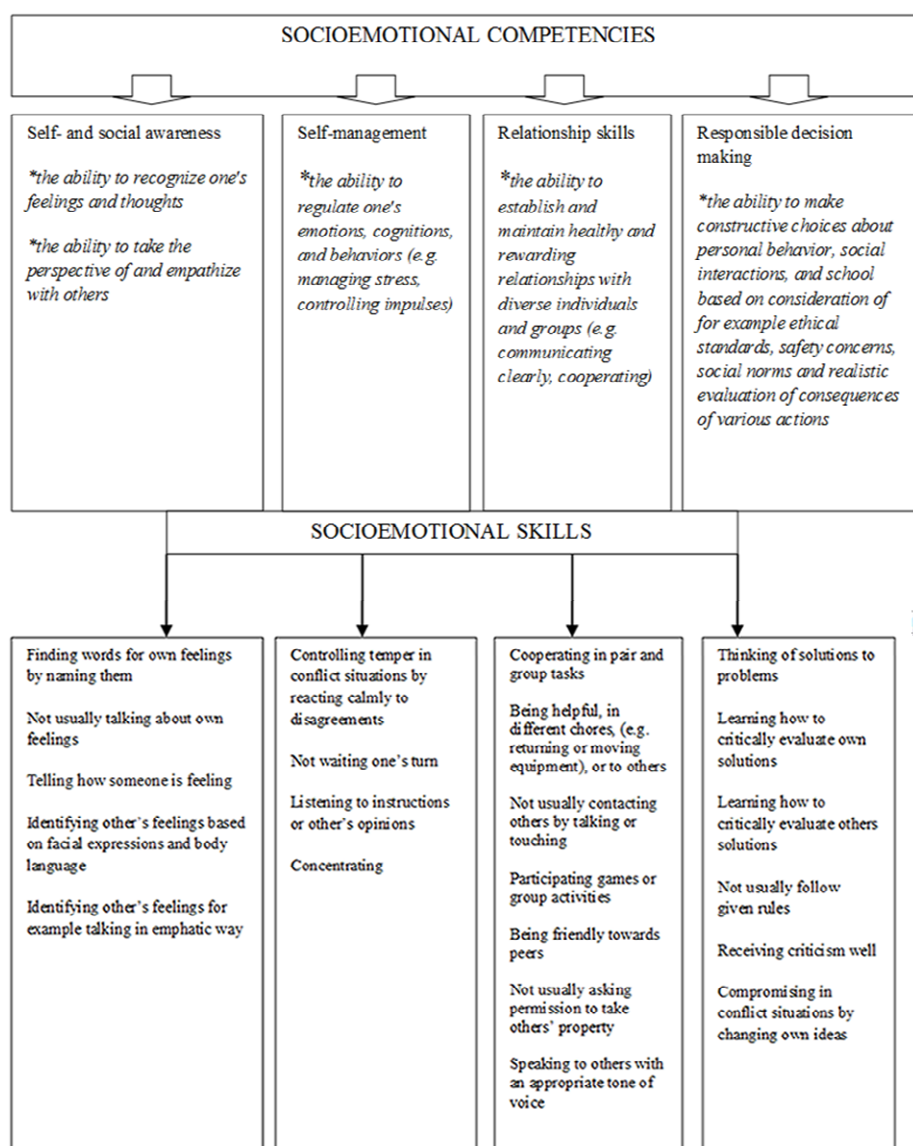 SOCIOEMOTIONAL COMPETENCIES
Self- and social awareness
*the ability to recognize one's
feelings and thoughts
*the ability to take the
perspective of and empathize
with others
Self-management
*the ability to
regulate one's
emotions, cognitions,
and behaviors (e.g.
managing stress,
controlling impulses)
Relationship skills
*the ability to
establish and
maintain healthy and
rewarding
relationships with
diverse individuals
and groups (e.g.
communicating
clearly, cooperating)
Responsible decision
making
*the ability to make
constructive choices about
personal behavior, social
interactions, and school
based on consideration of
for example ethical
standards, safety concerns,
social norms and realistic
evaluation of consequences
of various actions
SOCIOEMOTIONAL SKILLS
Finding words for own feelings
by naming them
Not usually talking about own
feelings
Telling how someone is feeling
Identifying other's feelings based
on facial expressions and body
language
Identifying other's feelings for
example talking in emphatic way
Controlling temper in
conflict situations by
reacting calmly to
disagreements
Not waiting one's turn
Listening to instructions
or other's opinions
Concentrating
Cooperating in pair and
group tasks
Being helpful, in
different chores, (e.g.
returning or moving
equipment), or to others
Not usually contacting
others by talking or
touching
Participating games or
group activities
Being friendly towards
peers
Not usually asking
permission to take
others' property
Speaking to others with
an appropriate tone of
voice
Thinking of solutions to
problems
Learning how to
critically evaluate own
solutions
Learning how to
critically evaluate others
solutions
Not usually follow
given rules
Receiving criticism well
Compromising in
conflict situations by
changing own ideas